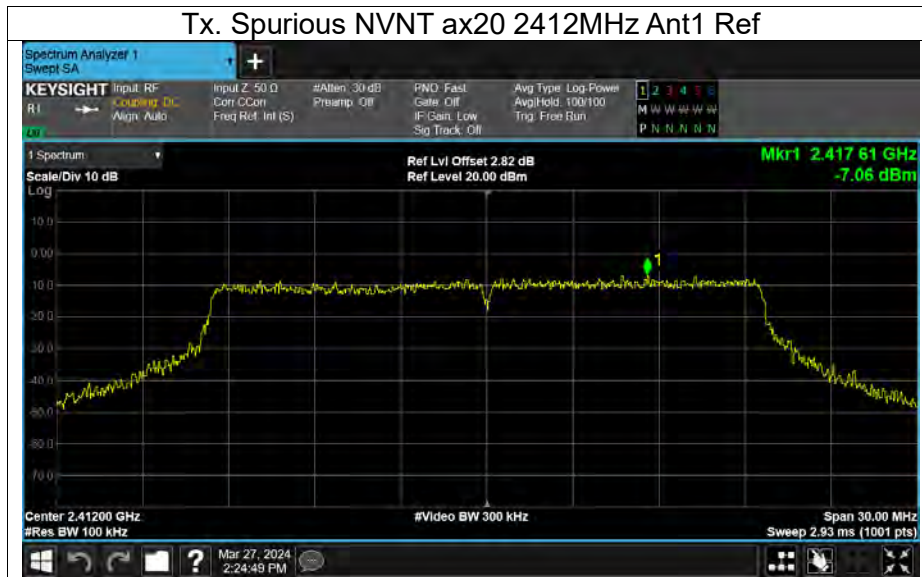 Tx. Spurious NVNT ax20 2412MHz Ant1 Ref
Spectrum Analyzer 1
Swept SA
+
KEYSIGHT
Input: RF
Coupling: DC
Align: Auto
Input Z: 50 Ω
Corr CCorr
Freq Ref: Int (S)
#Atten: 30 dB
Preamp: Off
PNO: Fast
Gate: Off
IF Gain: Low
Sig Track: Off
Avg Type: Log-Power
Avg|Hold: 100/100
Trig: Free Run
1 2 3 4 5 6
M W W W W W W
P N N N N N N
1 Spectrum
Scale/Div 10 dB
Ref Lvl Offset 2.82 dB
Ref Level 20.00 dBm
Mkr1 2.417 61 GHz
-7.06 dBm
Log
10.0
0.00
-10.0
-20.0
-30.0
-40.0
-50.0
-60.0
-70.0
1
Center 2.41200 GHz
#Res BW 100 kHz
#Video BW 300 kHz
Span 30.00 MHz
Sweep 2.93 ms (1001 pts)
?
Mar 27, 2024
2:24:49 PM